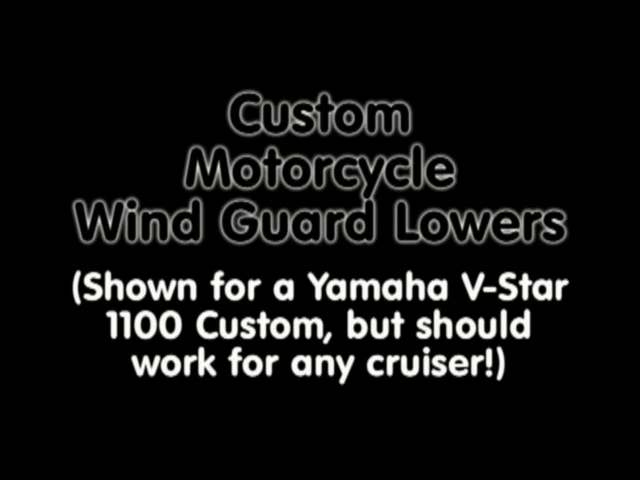 Custom
Motorcycle
Wind Guard Lowers
(Shown for a Yamaha V-Star
1100 Custom, but should
work for any cruiser!)